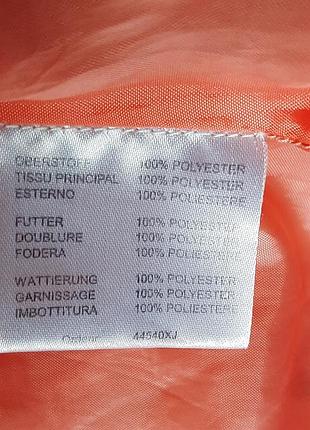 OBERSTOFF 100% POLYESTER
TISSU PRINCIPAL 100% POLYESTER
ESTERNO 100% POLIESTERE
FUTTER 100% POLYESTER
DOUBLURE 100% POLYESTER
FODERA 100% POLIESTERE
WATTIERUNG 100% POLYESTER
GARNISSAGE 100% POLYESTER
IMBOTTITURA 100% POLIESTERE
44540XJ